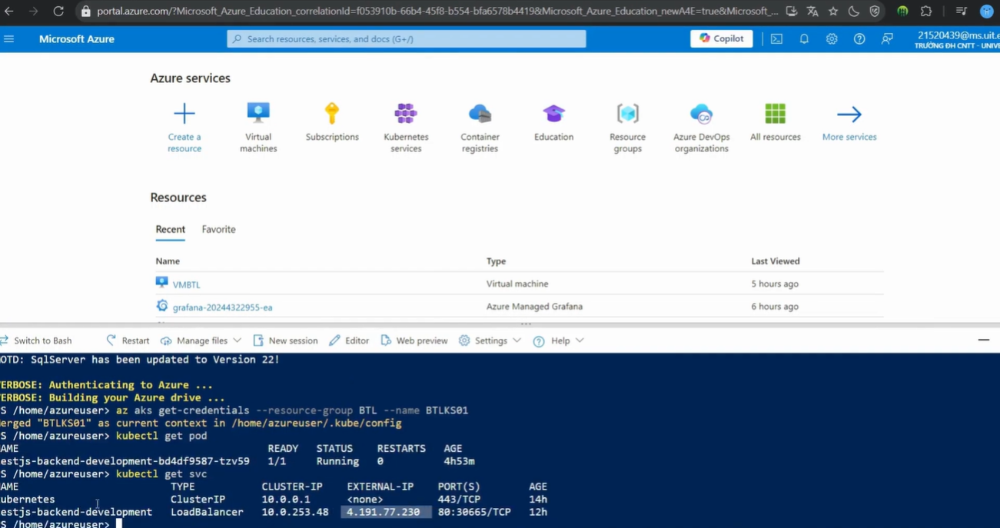 portal.azure.com/?Microsoft_Azure_Education_correlationId=f053910b-66b4-45f8-b554-bfa6578b4419&Microsoft_Azure_Education_newA4E=true&Microsoft_...
Microsoft Azure
Search resources, services, and docs (G+/)
Copilot
21520439@ms.uit.e
TRƯỜNG ĐH CNTT - UNIVE
Azure services
Create a resource
Virtual machines
Subscriptions
Kubernetes services
Container registries
Education
Resource groups
Azure DevOps organizations
All resources
More services
Resources
Recent Favorite
Name Type Last Viewed
VMBTL Virtual machine 5 hours ago
grafana-20244322955-ea Azure Managed Grafana 6 hours ago
Switch to Bash Restart Manage files New session Editor Web preview Settings Help
OTD: SqlServer has been updated to Version 22!
ERBOSE: Authenticating to Azure ...
ERBOSE: Building your Azure drive ...
S /home/azureuser> az aks get-credentials --resource-group BTL --name BTLKS01
erged "BTLKS01" as current context in /home/azureuser/.kube/config
S /home/azureuser> kubectl get pod
AME READY STATUS RESTARTS AGE
estjs-backend-development-bd4df9587-tzv59 1/1 Running 0 4h53m
S /home/azureuser> kubectl get svc
AME TYPE CLUSTER-IP EXTERNAL-IP PORT(S) AGE
ubernetes ClusterIP 10.0.0.1 <none> 443/TCP 14h
estjs-backend-development LoadBalancer 10.0.253.48 4.191.77.230 80:30665/TCP 12h
S /home/azureuser>